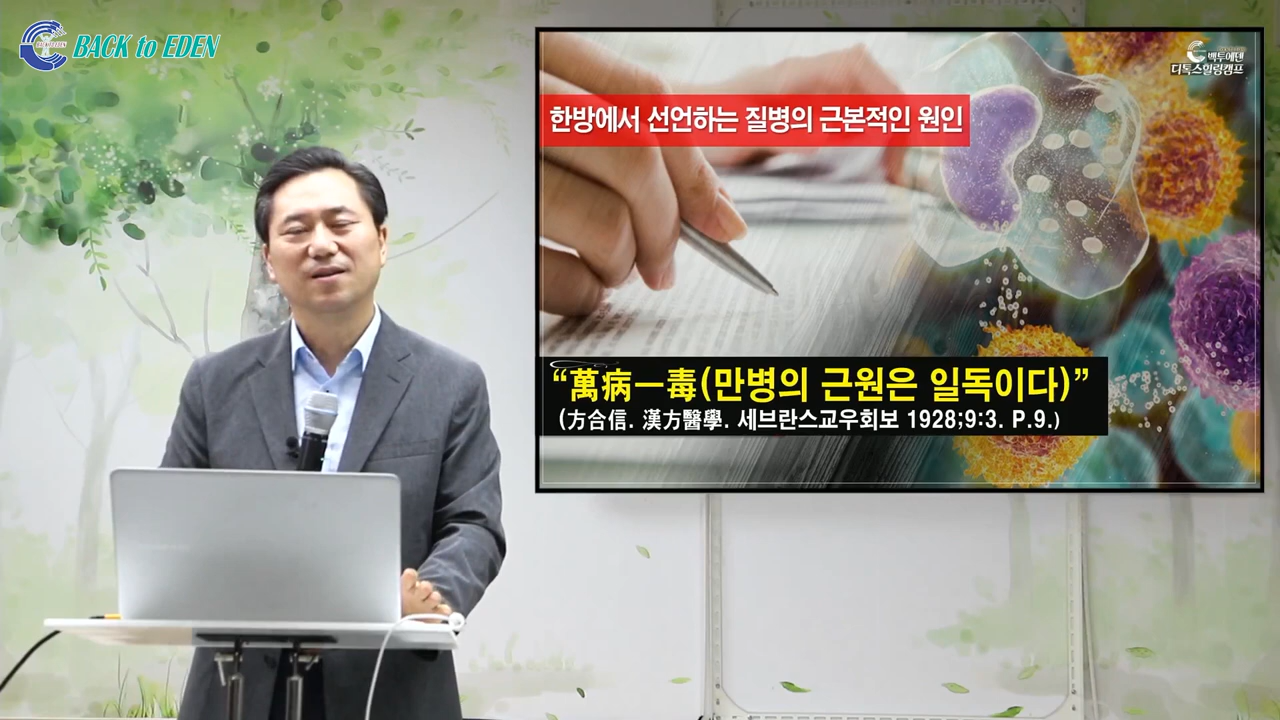 BACK to EDEN
백투에덴
디톡스힐링캠프
한방에서 선언하는 질병의 근본적인 원인
“萬病一毒(만병의 근원은 일독이다)”
(方合信. 漢方醫學. 세브란스교우회보 1928;9:3. P.9.)